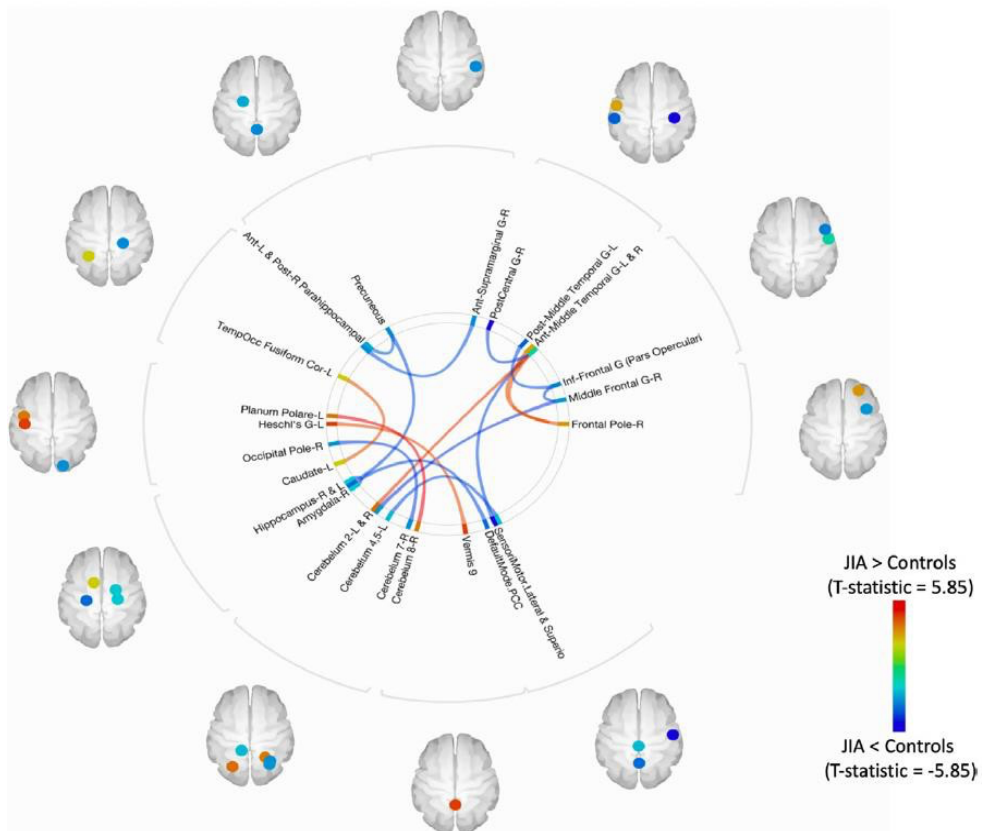 Ant-L & Post-R Parahippocampal
Precuneous
Ant-Supramarginal G-R
PostCentral G-R
Post-Middle Temporal G-L
Ant-Middle Temporal G-L & R
Inf-Frontal G (Pars Opercular)
Middle Frontal G-R
Frontal Pole-R
TempOcc Fusiform Cor-L
Planum Polare-L
Heschl's G-L
Occipital Pole-R
Caudate-L
Hippocampus-R & L
Amygdala-R
Cerebelum 2-L & R
Cerebelum 4,5-L
Cerebelum 7-R
Cerebelum 8-R
Vermis 9
DefaultMode.PCC
SensoriMotor.Lateral & Superio
JIA > Controls
(T-statistic = 5.85)
JIA < Controls
(T-statistic = -5.85)